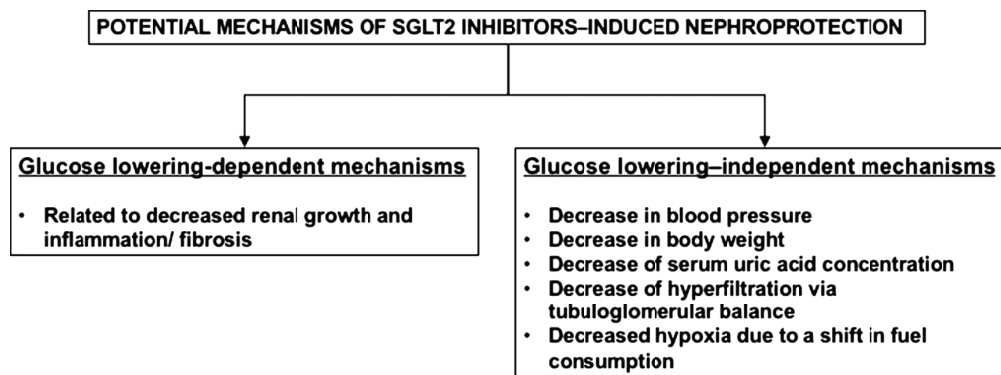 POTENTIAL MECHANISMS OF SGLT2 INHIBITORS–INDUCED NEPHROPROTECTION
Glucose lowering-dependent mechanisms
• Related to decreased renal growth and
inflammation/ fibrosis
Glucose lowering–independent mechanisms
• Decrease in blood pressure
• Decrease in body weight
• Decrease of serum uric acid concentration
• Decrease of hyperfiltration via
tubuloglomerular balance
• Decreased hypoxia due to a shift in fuel
consumption